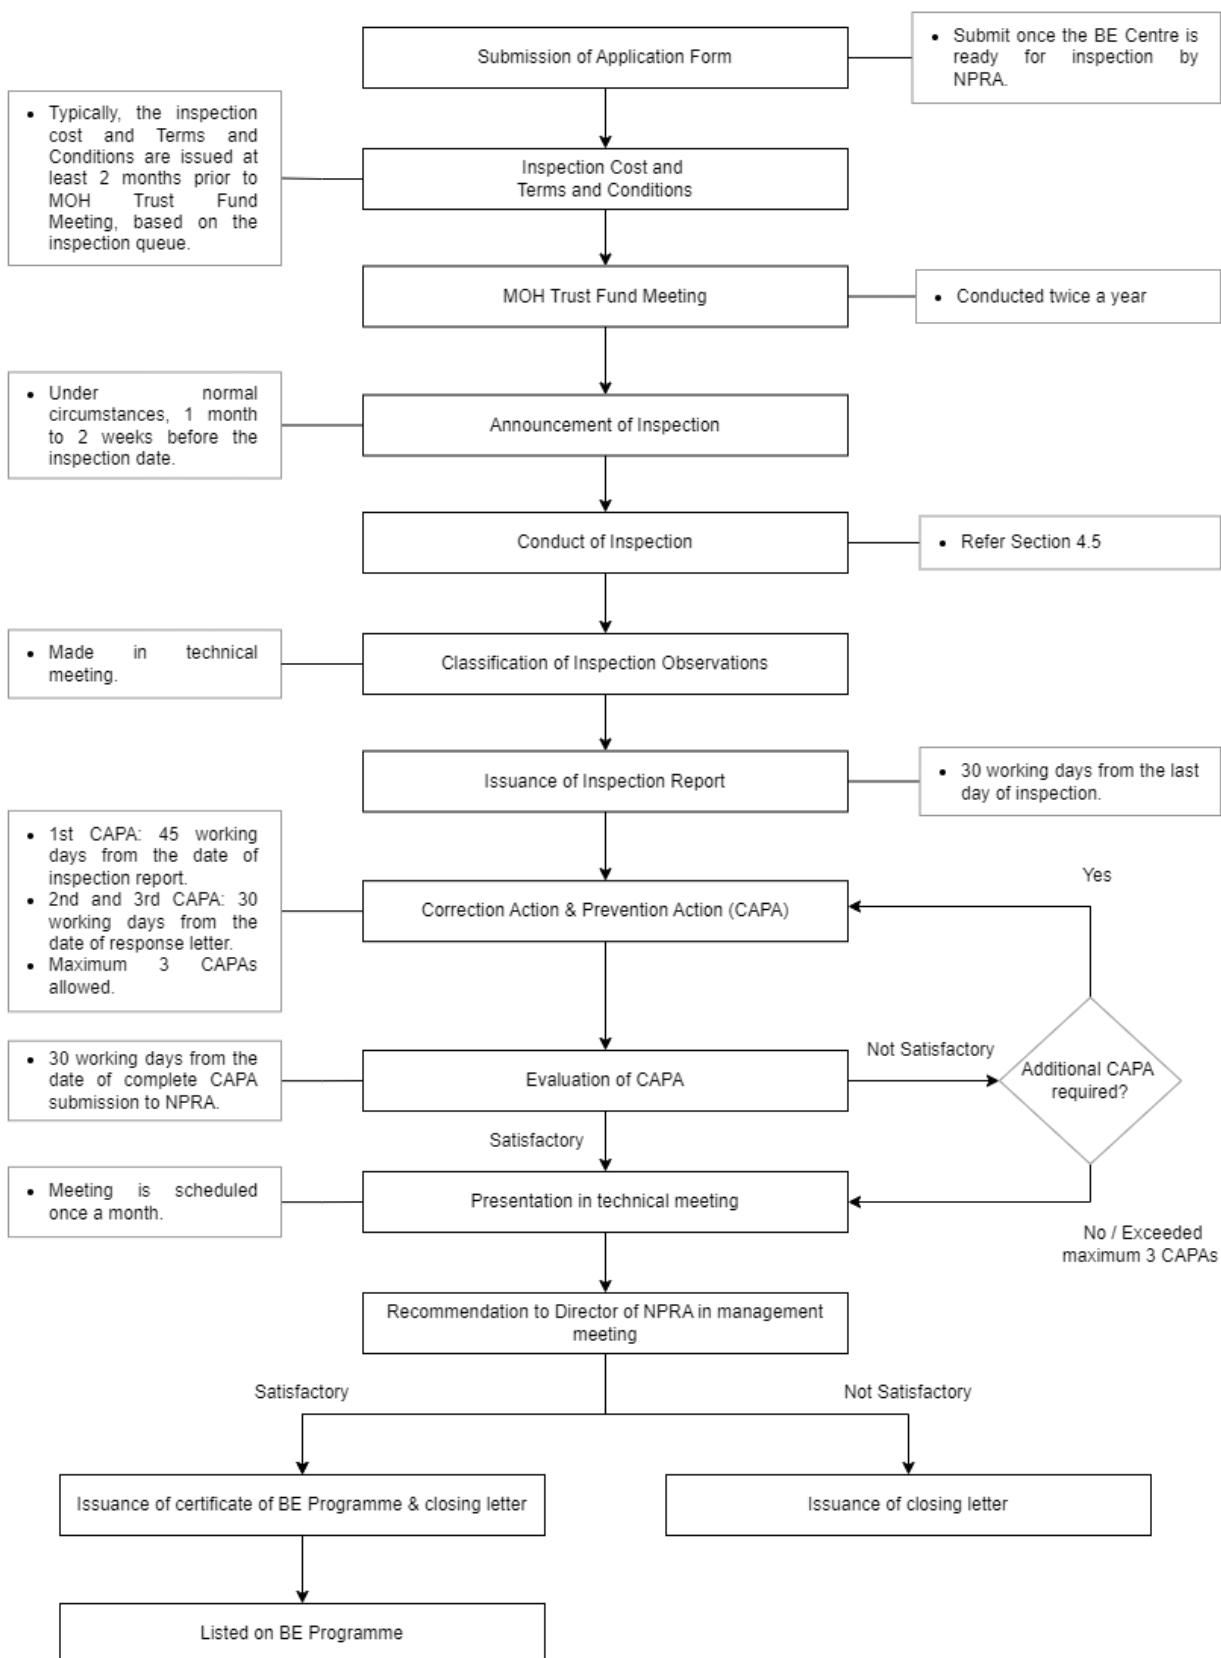 Submission of Application Form
• Submit once the BE Centre is
ready for inspection by
NPRA.
• Typically, the inspection
cost and Terms and
Conditions are issued at
least 2 months prior to
MOH Trust Fund
Meeting, based on the
inspection queue.
Inspection Cost and
Terms and Conditions
MOH Trust Fund Meeting
• Conducted twice a year
• Under normal
circumstances, 1 month
to 2 weeks before the
inspection date.
Announcement of Inspection
Conduct of Inspection
• Refer Section 4.5
• Made in technical
meeting.
Classification of Inspection Observations
Issuance of Inspection Report
• 30 working days from the last
day of inspection.
• 1st CAPA: 45 working
days from the date of
inspection report.
• 2nd and 3rd CAPA: 30
working days from the
date of response letter.
• Maximum 3 CAPAs
allowed.
Correction Action & Prevention Action (CAPA)
Yes
• 30 working days from the
date of complete CAPA
submission to NPRA.
Evaluation of CAPA
Not Satisfactory
Additional CAPA
required?
Satisfactory
• Meeting is scheduled
once a month.
Presentation in technical meeting
No / Exceeded
maximum 3 CAPAs
Recommendation to Director of NPRA in management
meeting
Satisfactory
Not Satisfactory
Issuance of certificate of BE Programme & closing letter
Issuance of closing letter
Listed on BE Programme